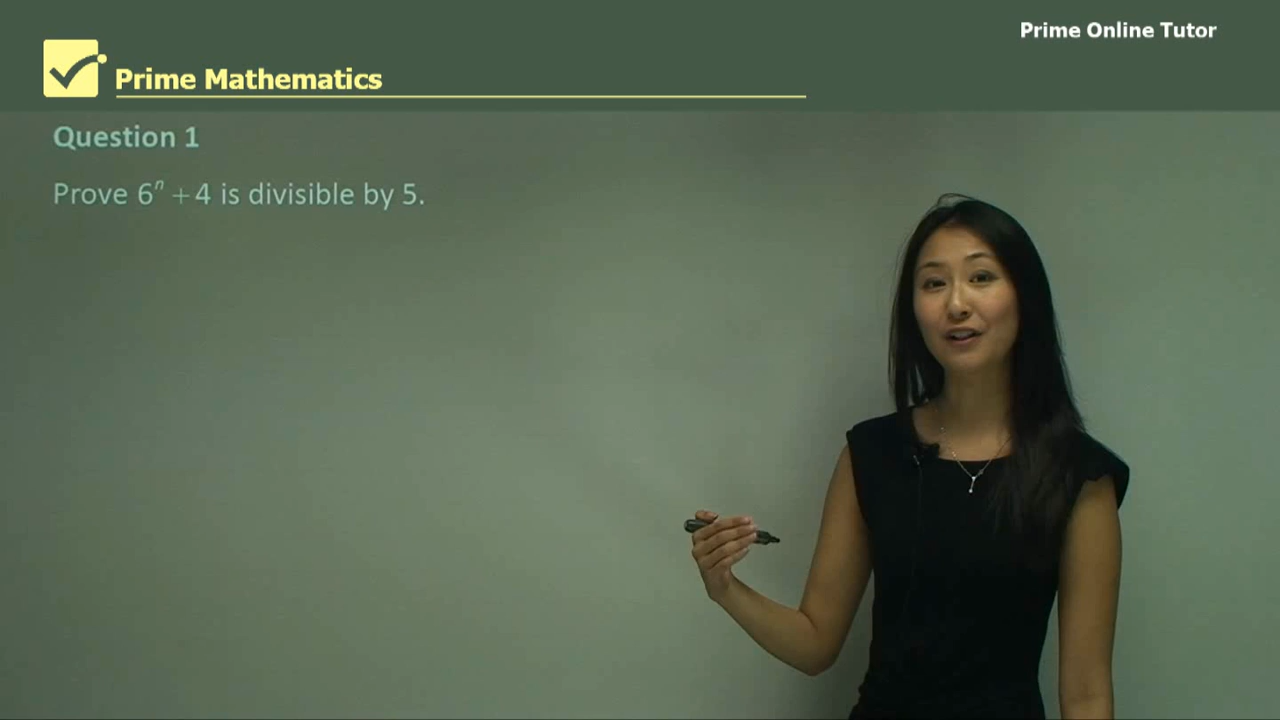 Prime Online Tutor
Prime Mathematics
Question 1
Prove 6ⁿ + 4 is divisible by 5.